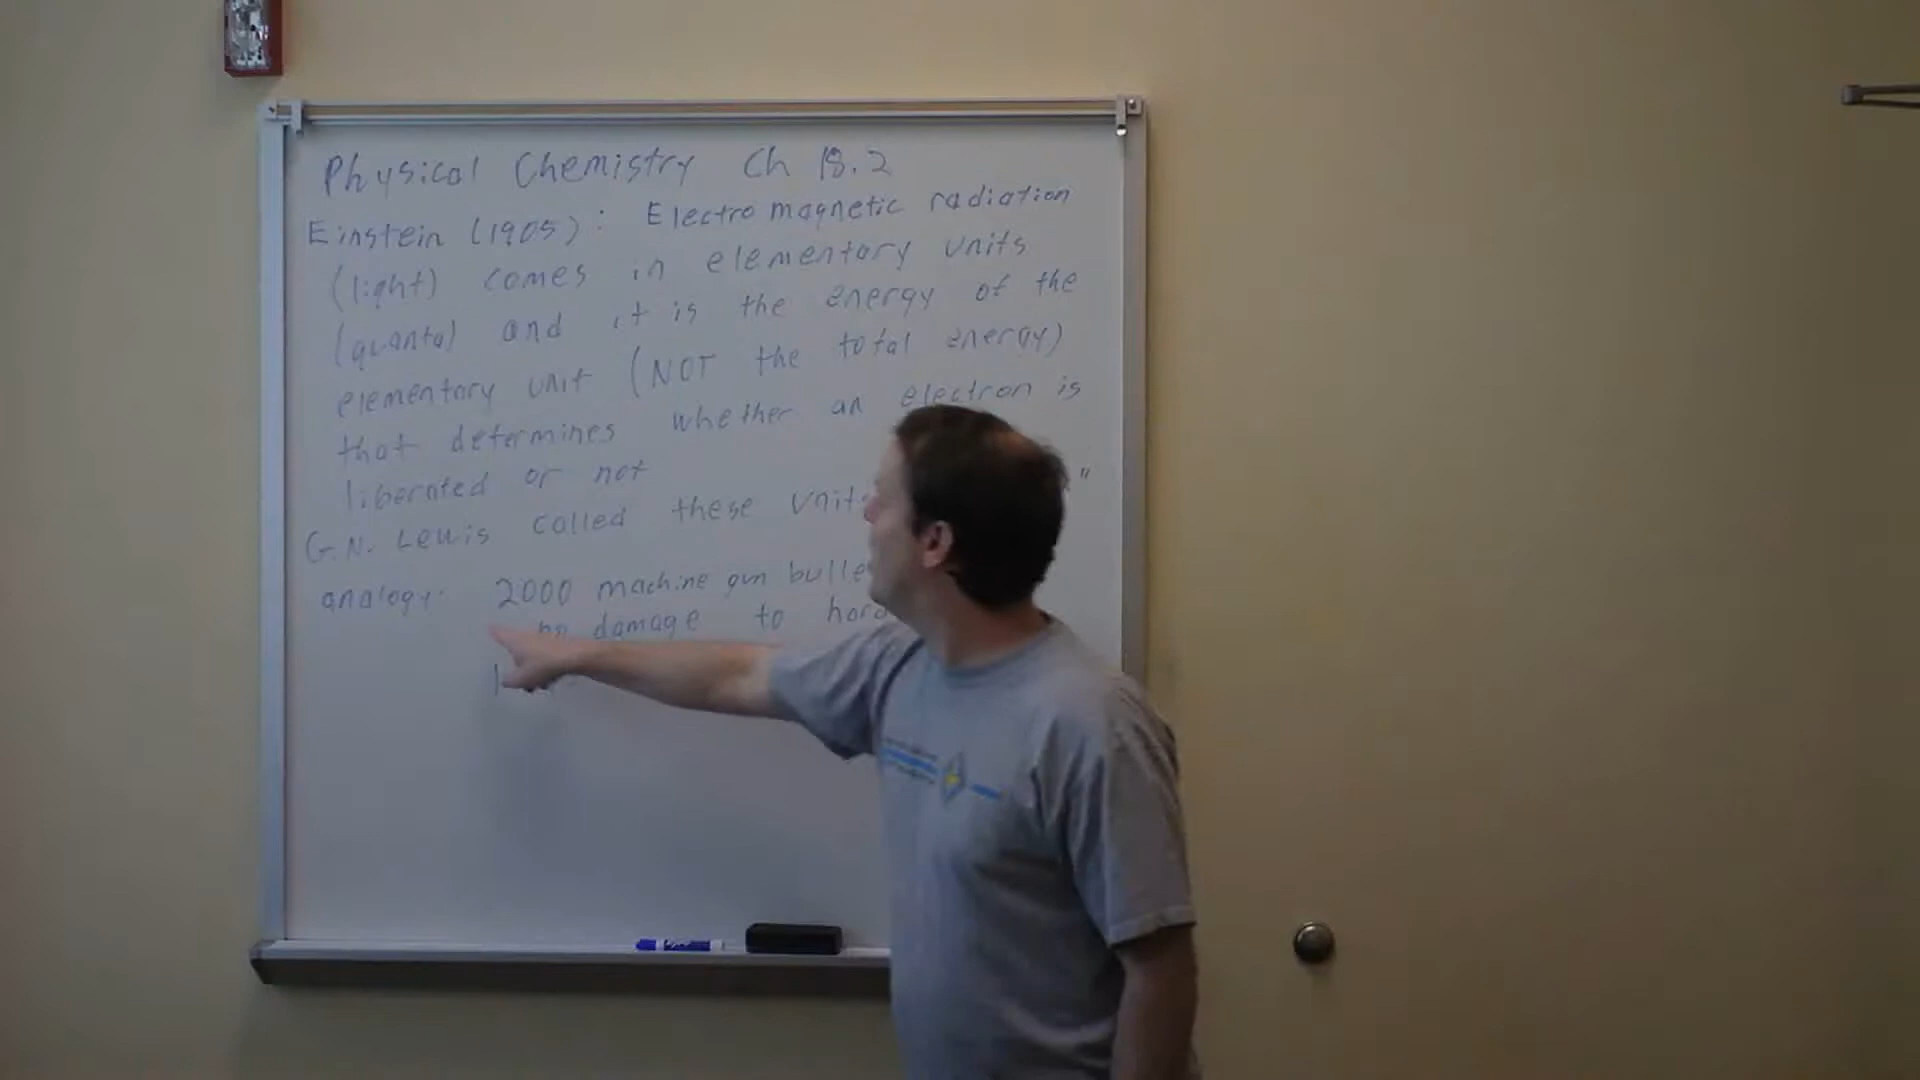 Physical Chemistry Ch 18.2
Einstein (1905): Electromagnetic radiation
(light) comes in elementary units
(quanta) and it is the energy of the
elementary unit (NOT the total energy)
that determines whether an electron is
liberated or not
G.N. Lewis called these "
analogy: 2000 machine gun
no damage to